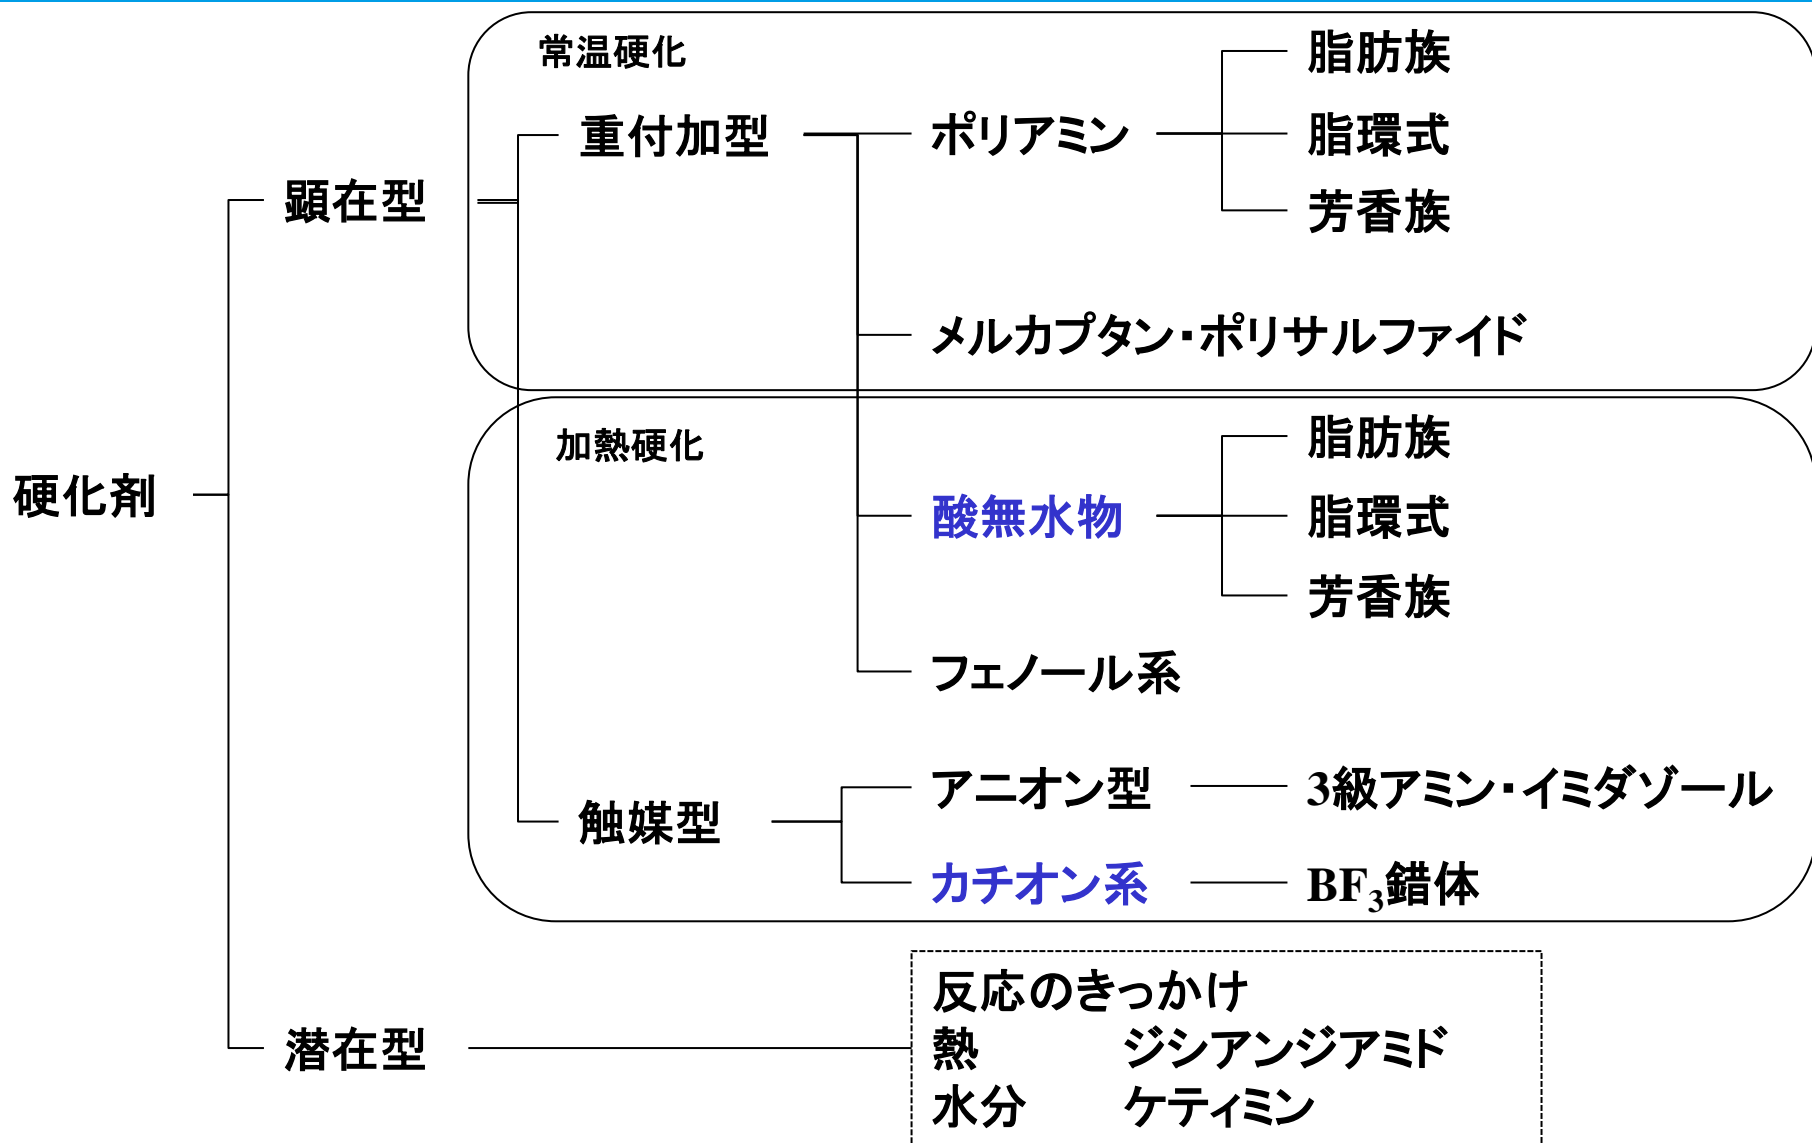 常温硬化
脂肪族
重付加型 ポリアミン 脂環式
顕在型 芳香族
メルカプタン・ポリサルファイド
加熱硬化
脂肪族
硬化剤 酸無水物 脂環式
芳香族
フェノール系
アニオン型 3級アミン・イミダゾール
触媒型
カチオン系 BF₃錯体
反応のきっかけ
潜在型 熱 ジシアンジアミド
水分 ケティミン